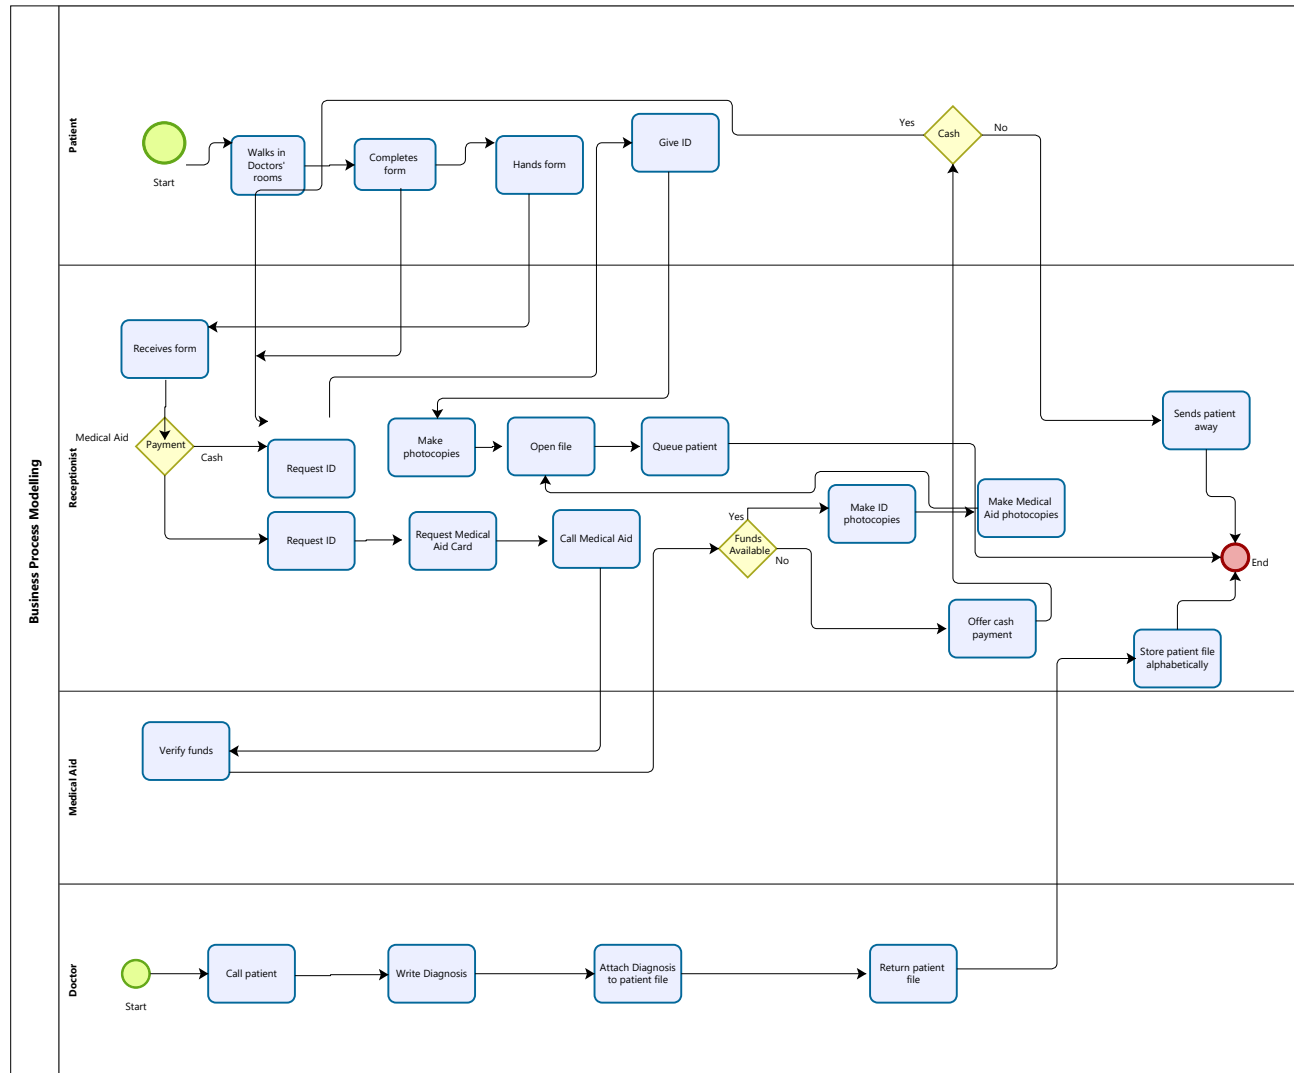 Business Process Modelling
Patient
Start
Walks in
Doctors'
rooms
Completes
form
Hands form
Give ID
Yes
Cash
No
Receptionist
Receives form
Medical Aid
Payment
Cash
Request ID
Make
photocopies
Open file
Queue patient
Sends patient
away
Request ID
Request Medical
Aid Card
Call Medical Aid
Yes
Funds
Available
No
Make ID
photocopies
Make Medical
Aid photocopies
End
Offer cash
payment
Store patient file
alphabetically
Medical Aid
Verify funds
Doctor
Start
Call patient
Write Diagnosis
Attach Diagnosis
to patient file
Return patient
file